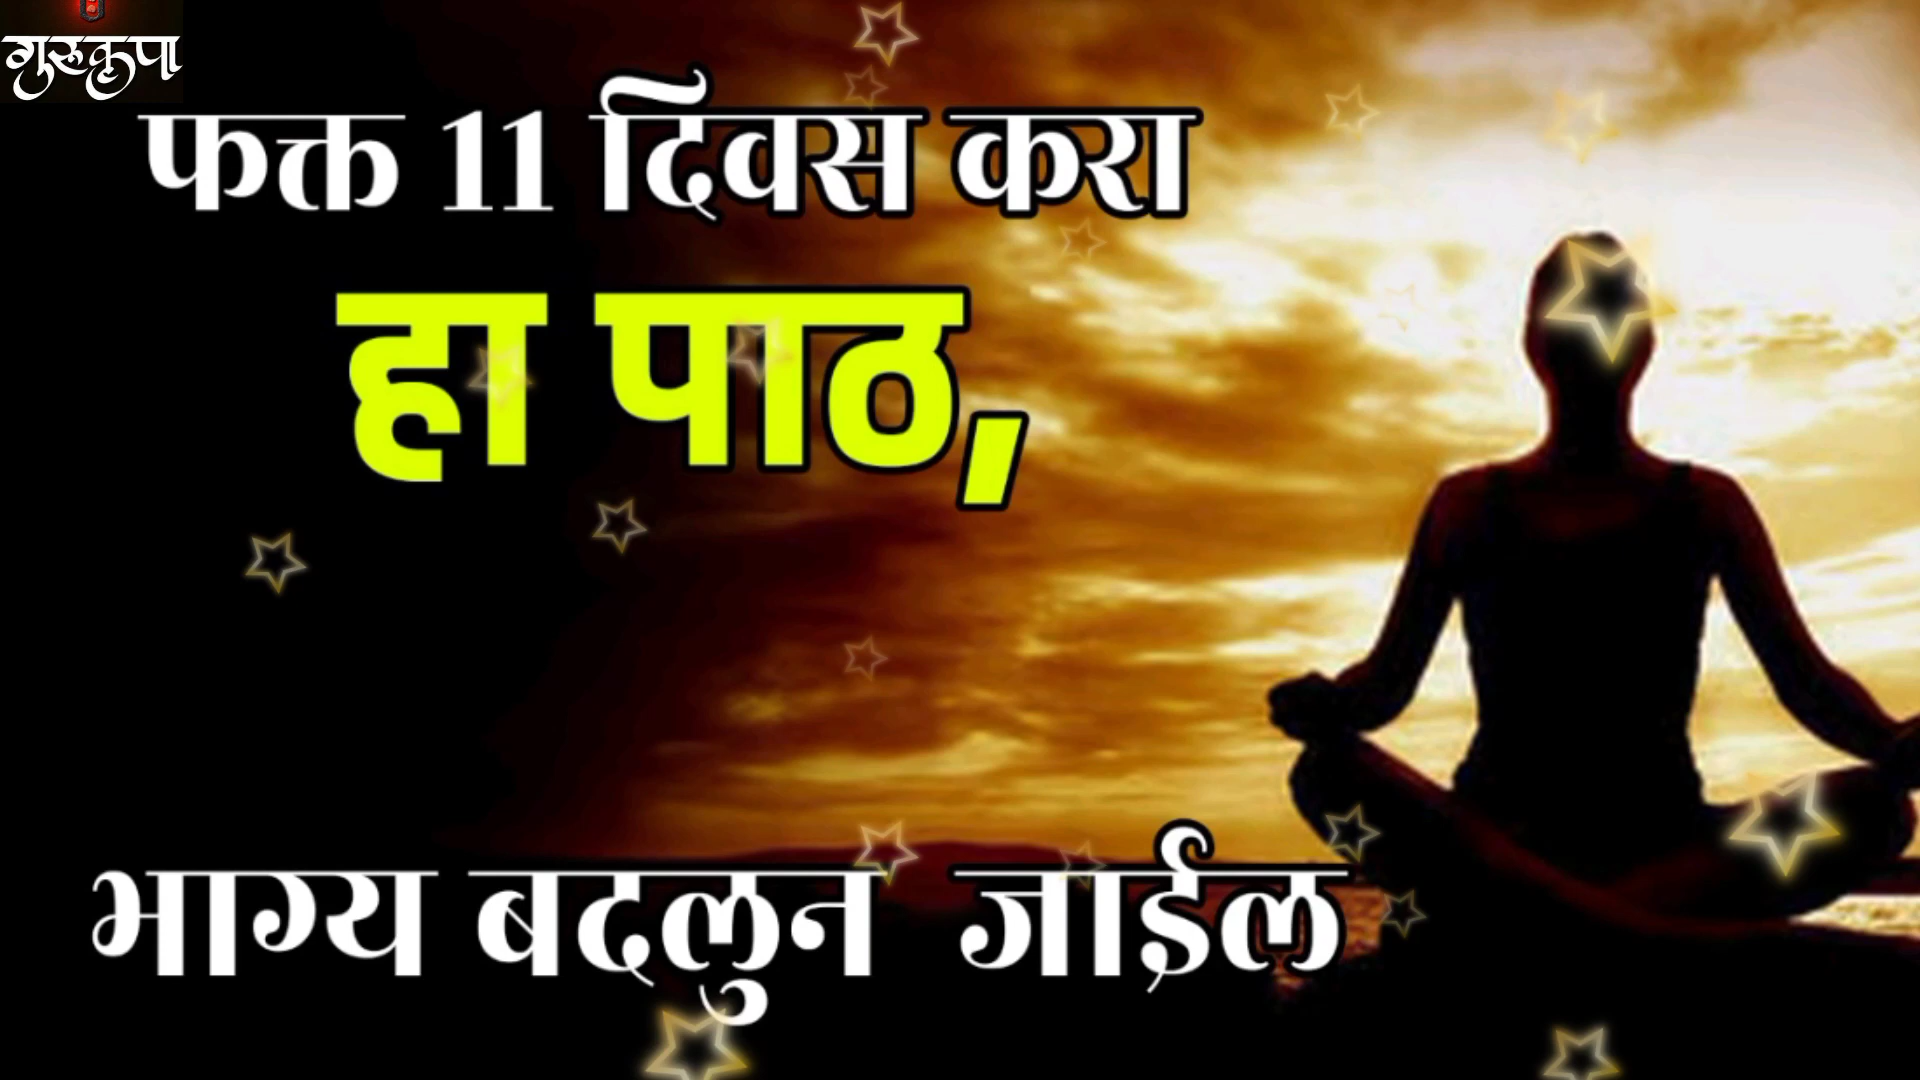 गुरुकृपा
फक्त 11 दिवस करा
हा पाठ,
भाग्य बदलुन जाईल